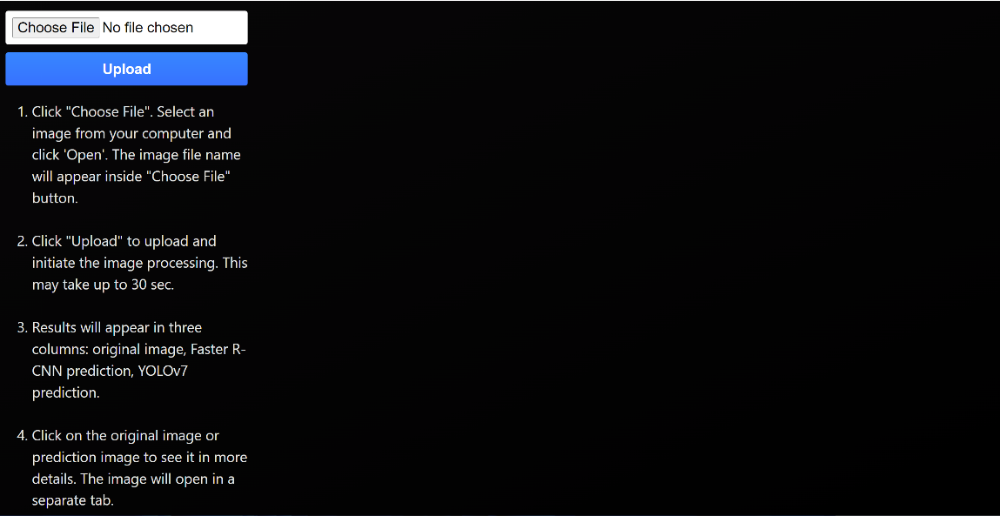 Choose File No file chosen
Upload
1. Click "Choose File". Select an
image from your computer and
click 'Open'. The image file name
will appear inside "Choose File"
button.
2. Click "Upload" to upload and
initiate the image processing. This
may take up to 30 sec.
3. Results will appear in three
columns: original image, Faster R-
CNN prediction, YOLOv7
prediction.
4. Click on the original image or
prediction image to see it in more
details. The image will open in a
separate tab.